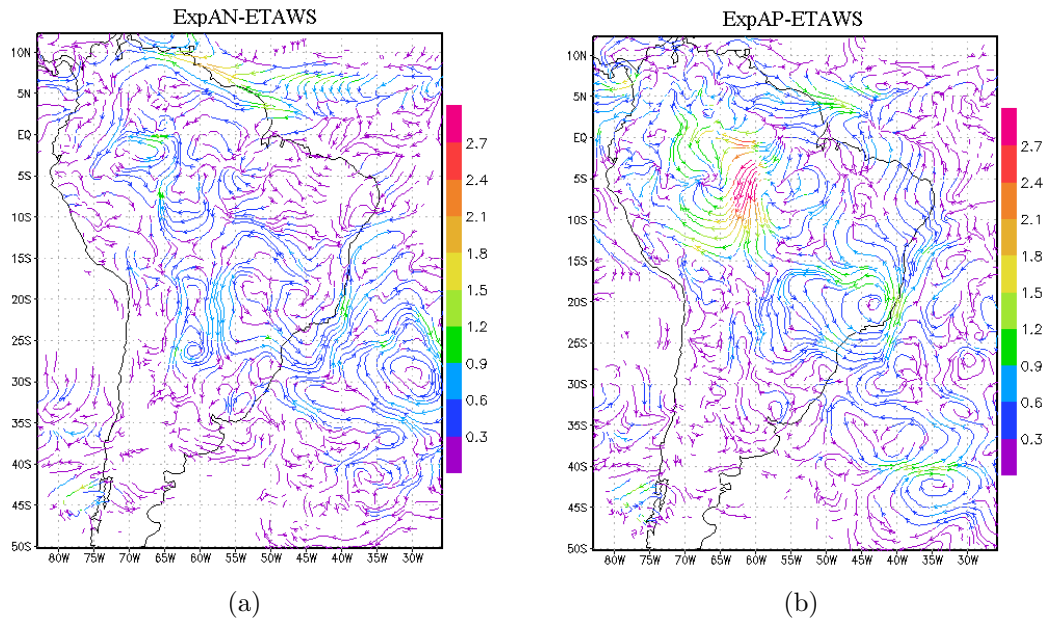 ExpAN-ETAWS
ExpAP-ETAWS
10N
5N
EQ
5S
10S
15S
20S
25S
30S
35S
40S
45S
50S
80W 75W 70W 65W 60W 55W 50W 45W 40W 35W 30W
2.7
2.4
2.1
1.8
1.5
1.2
0.9
0.6
0.3
10N
5N
EQ
5S
10S
15S
20S
25S
30S
35S
40S
45S
50S
80W 75W 70W 65W 60W 55W 50W 45W 40W 35W 30W
2.7
2.4
2.1
1.8
1.5
1.2
0.9
0.6
0.3
(a)
(b)